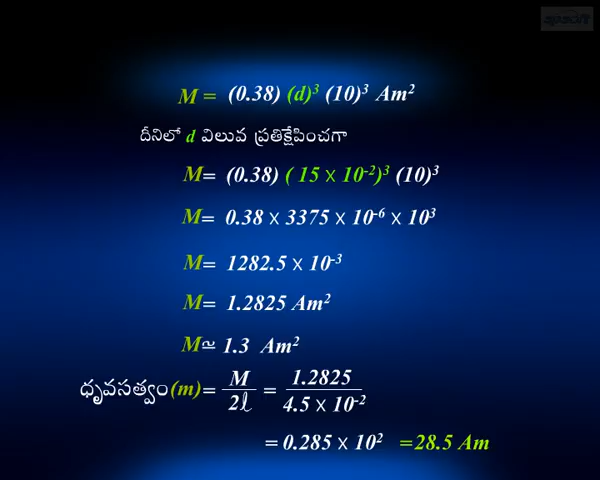 M = (0.38) (d)³ (10)³ Am²
దీనిలో d విలువ ప్రతిక్షేపించగా
M = (0.38) ( 15 x 10⁻²)³ (10)³
M = 0.38 x 3375 x 10⁻⁶ x 10³
M = 1282.5 x 10⁻³
M = 1.2825 Am²
M ≃ 1.3 Am²
ధృవసత్వం(m) = M/2ℓ = 1.2825/4.5 x 10⁻²
= 0.285 x 10² = 28.5 Am